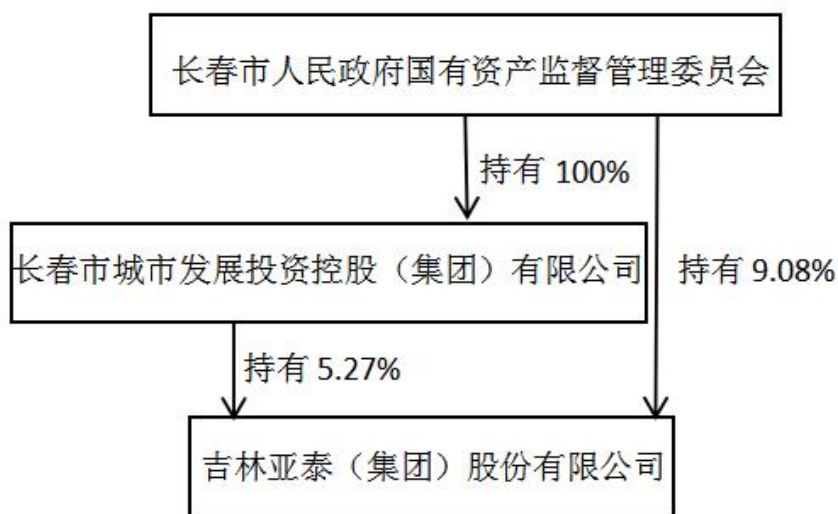 长春市人民政府国有资产监督管理委员会
持有 100%
长春市城市发展投资控股（集团）有限公司
持有 9.08%
持有 5.27%
吉林亚泰（集团）股份有限公司